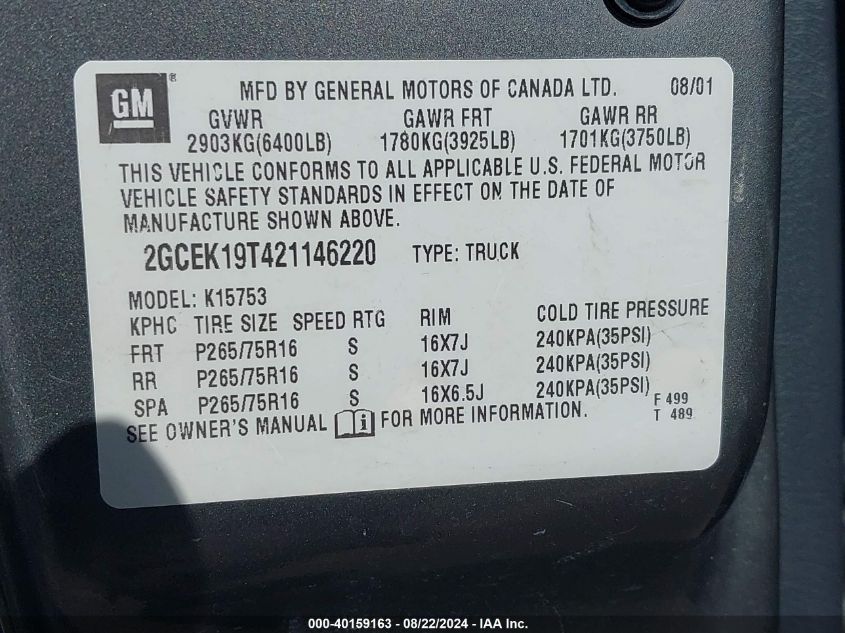 GM ® MFD BY GENERAL MOTORS OF CANADA LTD. 08/01
GVWR GAWR FRT GAWR RR
2903KG(6400LB) 1780KG(3925LB) 1701KG(3750LB)
THIS VEHICLE CONFORMS TO ALL APPLICABLE U.S. FEDERAL MOTOR
VEHICLE SAFETY STANDARDS IN EFFECT ON THE DATE OF
MANUFACTURE SHOWN ABOVE.
2GCEK19T421146220 TYPE: TRUCK
MODEL: K15753
KPHC TIRE SIZE SPEED RTG RIM COLD TIRE PRESSURE
FRT P265/75R16 S 16X7J 240KPA(35PSI)
RR P265/75R16 S 16X7J 240KPA(35PSI)
SPA P265/75R16 S 16X6.5J 240KPA(35PSI) F 499
SEE OWNER'S MANUAL i FOR MORE INFORMATION. T 489
000-40159163 - 08/22/2024 - IAA Inc.